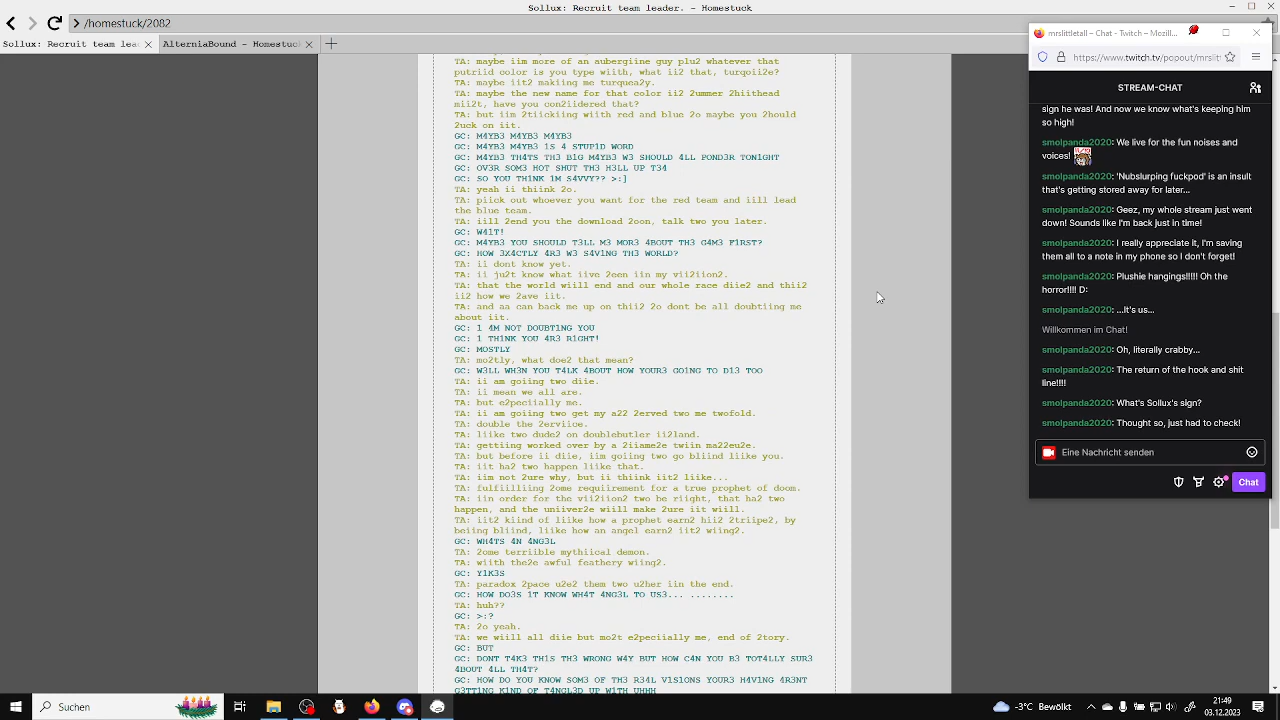 Sollux: Recruit team leader. - Homestuck
/homestuck/2082
Sollux: Recruit team lea
AlterniaBound - Homestuck
TA: maybe iim more of an aubergiine guy plu2 whatever that
putriid color is you type wiith, what ii2 that, turgoii2e?
TA: maybe iit2 makiing me turquea2y.
TA: maybe the new name for that color ii2 2ummer 2hiithead
mii2t, have you con2iidered that?
TA: but iim 2tiickiing wiith red and blue 2o maybe you 2hould
2uck on iit.
GC: M4YB3 M4YB3 M4YB3
GC: M4YB3 M4YB3 1S 4 STUP1D WORD
GC: M4YB3 TH4TS TH3 B1G M4YB3 W3 SHOULD 4LL POND3R TON1GHT
GC: OV3R SOM3 HOT SHUT TH3 H3LL UP T34
GC: SO YOU TH1NK 1M S4VVY?? >:]
TA: yeah ii thiink 2o.
TA: piick out whoever you want for the red team and iill lead
the blue team.
TA: iill 2end you the download 2oon, talk two you later.
GC: W41T!
GC: M4YB3 YOU SHOULD T3LL M3 MOR3 4BOUT TH3 G4M3 F1RST?
GC: HOW 3X4CTLY 4R3 W3 S4V1NG TH3 WORLD?
TA: ii dont know yet.
TA: ii ju2t know what iive 2een iin my vii2iion2.
TA: that the world wiill end and our whole race diie2 and thii2
ii2 how we 2ave iit.
TA: and aa can back me up on thii2 2o dont be all doubtiing me
about iit.
GC: 1 4M NOT DOUBT1NG YOU
GC: 1 TH1NK YOU 4R3 R1GHT!
GC: MOSTLY
TA: mo2tly, what doe2 that mean?
GC: W3LL WH3N YOU T4LK 4BOUT HOW YOUR3 GO1NG TO D13 TOO
TA: ii am goiing two diie.
TA: ii mean we all are.
TA: but e2peciially me.
TA: ii am goiing two get my a22 2erved two me twofold.
TA: double the 2erviice.
TA: liike two dude2 on doublebutler ii2land.
TA: gettiing worked over by a 2iiame2e twiin ma22eu2e.
TA: but before ii diie, iim goiing two go bliind liike you.
TA: iit ha2 two happen liike that.
TA: iim not 2ure why, but ii thiink iit2 liike...
TA: fulfiilliing 2ome requiirement for a true prophet of doom.
TA: iin order for the vii2iion2 two be riight, that ha2 two
happen, and the uniiver2e wiill make 2ure iit wiill.
TA: iit2 kiind of liike how a prophet earn2 hii2 2triipe2, by
beiing bliind, liike how an angel earn2 iit2 wiing2.
GC: WH4TS 4N 4NG3L
TA: 2ome terriible mythiical demon.
TA: wiith the2e awful feathery wiing2.
GC: Y1K3S
TA: paradox 2pace u2e2 them two u2her iin the end.
GC: HOW DO3S 1T KNOW WH4T 4NG3L TO US3... ........
TA: huh??
GC: >:?
TA: 2o yeah.
TA: we wiill all diie but mo2t e2peciially me, end of 2tory.
GC: BUT
GC: DONT T4K3 TH1S TH3 WRONG W4Y BUT HOW C4N YOU B3 TOT4LLY SUR3
4BOUT 4LL TH4T?
GC: HOW DO YOU KNOW SOM3 OF TH3 R34L V1S1ONS YOUR3 H4V1NG 4R3NT
G3TT1NG K1ND OF T4NGL3D UP W1TH UHHH
mrslittletall – Chat – Twitch – Mozill...
https://www.twitch.tv/popout/mrslit
STREAM-CHAT
sign he was! And now we know what's keeping him
so high!
smolpanda2020: We live for the fun noises and
voices!
smolpanda2020: 'Nubslurping fuckpod' is an insult
that's getting stored away for later...
smolpanda2020: Geez, my whole stream just went
down! Sounds like I'm back just in time!
smolpanda2020: I really appreciate it, I'm saving
them all to a note in my phone so I don't forget!
smolpanda2020: Plushie hangings!!!!! Oh the
horror!!!! D:
smolpanda2020: ...It's us...
Willkommen im Chat!
smolpanda2020: Oh, literally crabby...
smolpanda2020: The return of the hook and shit
line!!!!
smolpanda2020: What's Sollux's sign?
smolpanda2020: Thought so, just had to check!
Eine Nachricht senden
Chat
Suchen
-3°C Bewölkt
21:49
03.12.2023